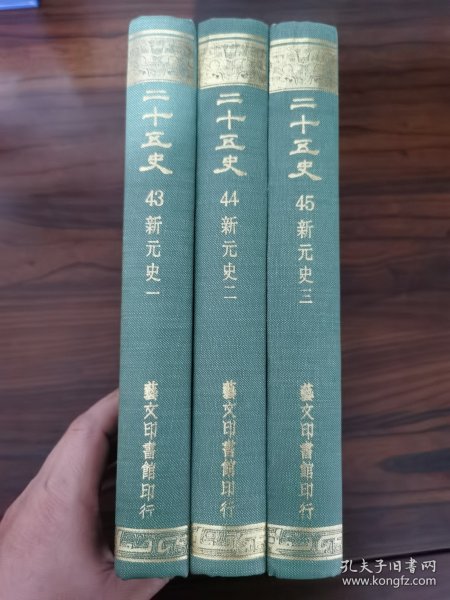 二十五史
43
新元史一
藝文印書館印行
二十五史
44
新元史二
藝文印書館印行
二十五史
45
新元史三
藝文印書館印行
孔夫子旧书网
www.kongfz.com